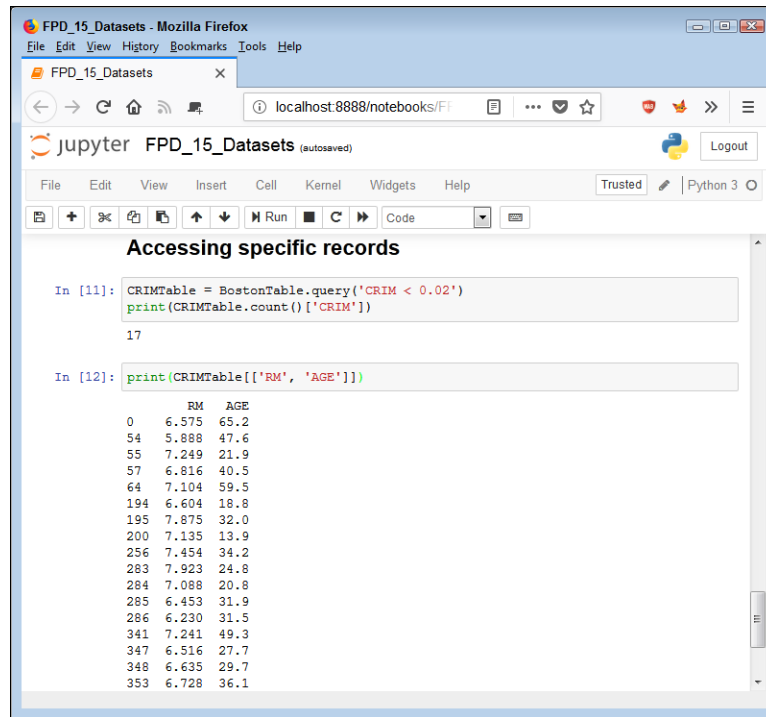 FPD_15_Datasets - Mozilla Firefox
File Edit View History Bookmarks Tools Help
FPD_15_Datasets
localhost:8888/notebooks/
jupyter FPD_15_Datasets (autosaved)
Logout
File Edit View Insert Cell Kernel Widgets Help
Trusted
Python 3
Run
Code
Accessing specific records
In [11]: CRIMTable = BostonTable.query('CRIM < 0.02')
print(CRIMTable.count()['CRIM'])
17
In [12]: print(CRIMTable[['RM', 'AGE']])
RM AGE
0 6.575 65.2
54 5.888 47.6
55 7.249 21.9
57 6.816 40.5
64 7.104 59.5
194 6.604 18.8
195 7.875 32.0
200 7.135 13.9
256 7.454 34.2
283 7.923 24.8
284 7.088 20.8
285 6.453 31.9
286 6.230 31.5
341 7.241 49.3
347 6.516 27.7
348 6.635 29.7
353 6.728 36.1